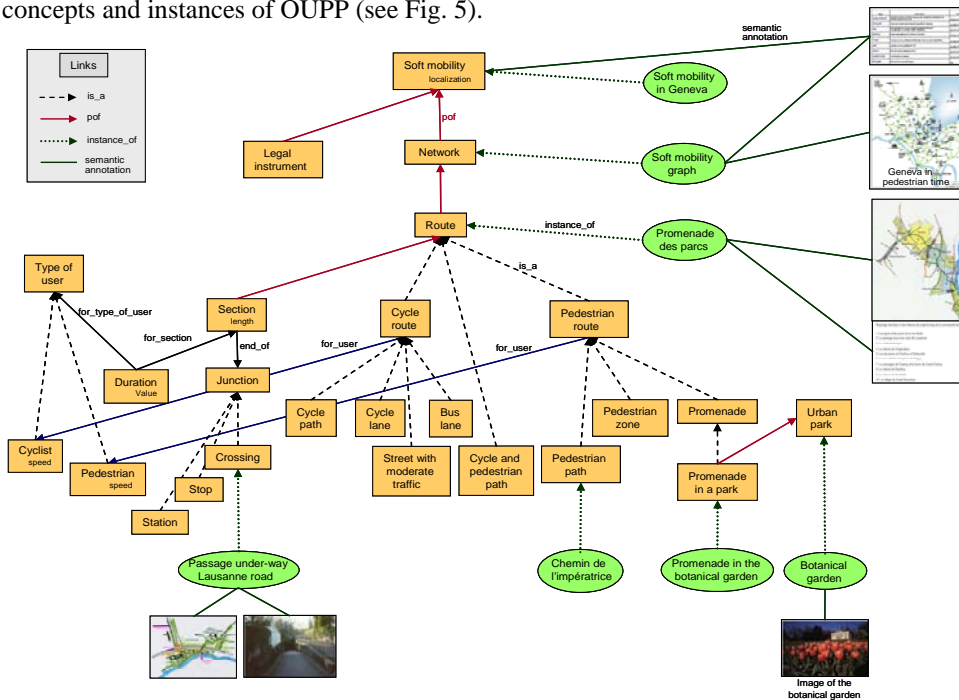 concepts and instances of OUPP (see Fig. 5).
Links
is_a
pof
instance_of
semantic
annotation
semantic
annotation
Soft mobility
localization
Soft mobility
in Geneva
pof
Legal
instrument
Network
Soft mobility
graph
Geneva in
pedestrian time
Route
instance_of
Promenade
des parcs
is_a
Type of
user
for_type_of_user
Section
length
Cycle
route
Pedestrian
route
for_section
end_of
for_user
for_user
Duration
Value
Junction
Cycle
path
Cycle
lane
Bus
lane
Pedestrian
zone
Promenade
Urban
park
Cyclist
speed
Pedestrian
speed
Crossing
Street with
moderate
traffic
Cycle and
pedestrian
path
Pedestrian
path
Promenade
in a park
Stop
Station
Passage under-way
Lausanne road
Chemin de
l'impératrice
Promenade in the
botanical garden
Botanical
garden
Image of the
botanical garden